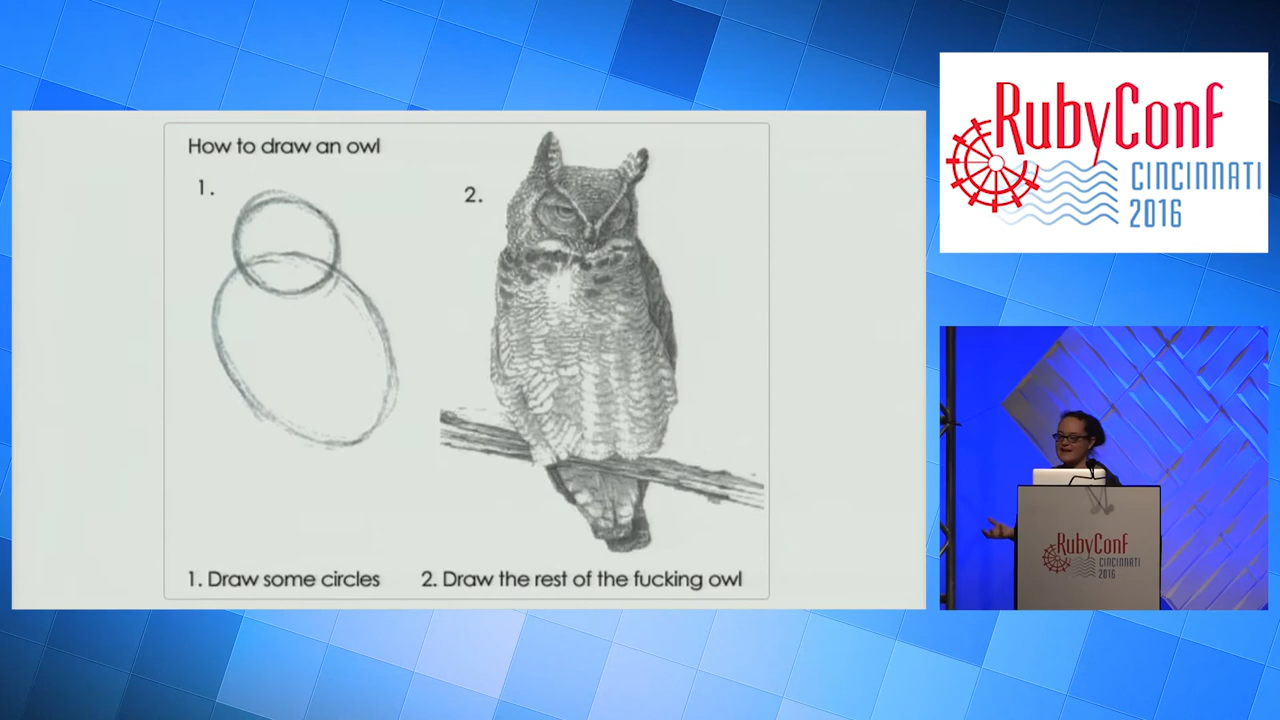 How to draw an owl
1.
2.
1. Draw some circles
2. Draw the rest of the fucking owl
RubyConf
CINCINNATI
2016
RubyConf
CINCINNATI
2016